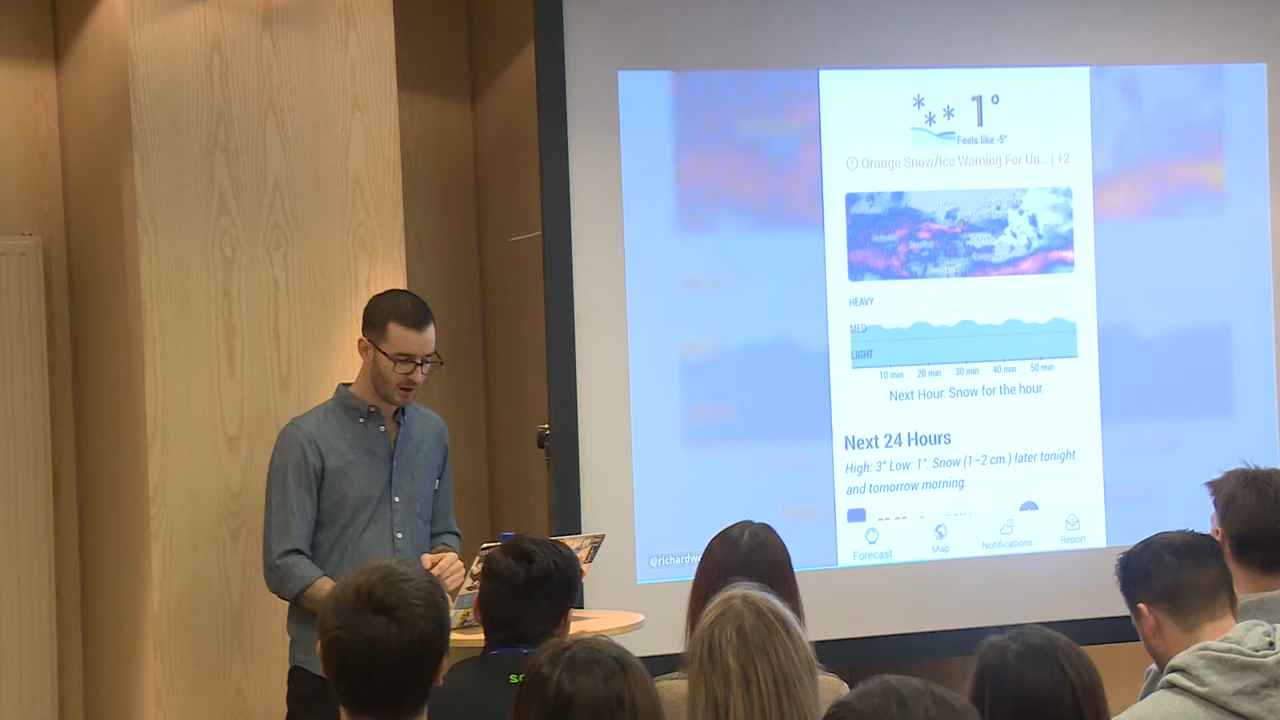 1°
Feels like -5°
Orange Snow/Ice Warning For Un... | +2
HEAVY
MED
LIGHT
10 min 20 min 30 min 40 min 50 min
Next Hour: Snow for the hour.
Next 24 Hours
High: 3° Low: 1°. Snow (1–2 cm.) later tonight
and tomorrow morning.
Forecast Map Notifications Report
@richardw